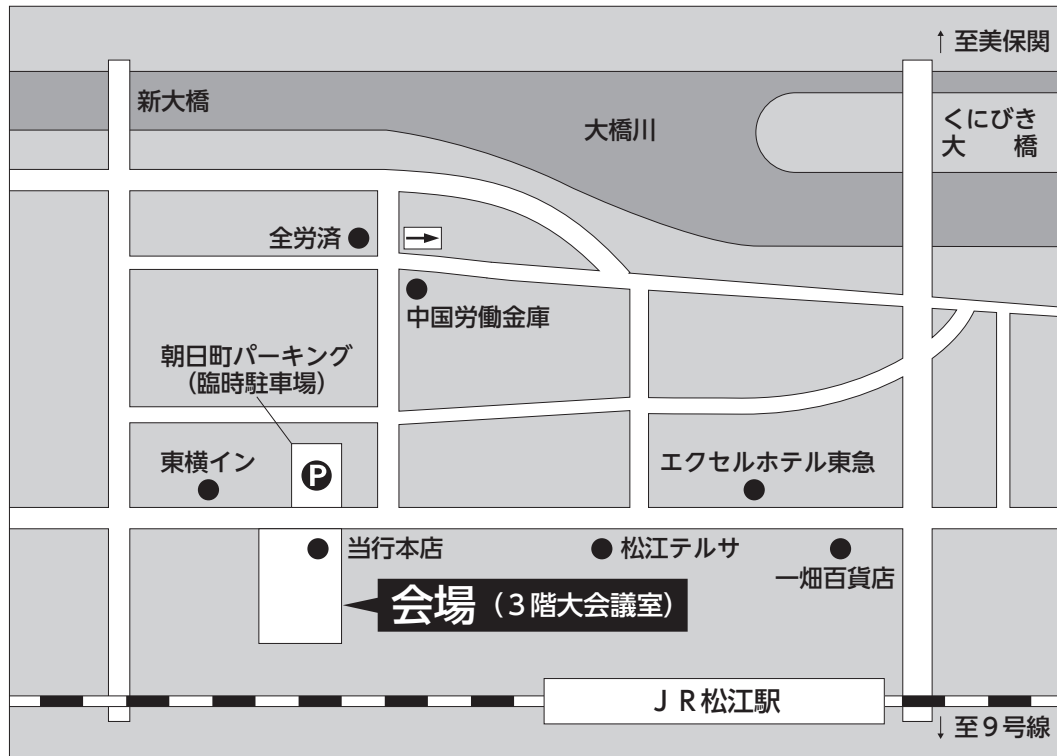 ↑ 至美保関
新大橋
大橋川
くにびき
大　橋
全労済
→
中国労働金庫
朝日町パーキング
（臨時駐車場）
東横イン
P
エクセルホテル東急
当行本店
松江テルサ
一畑百貨店
会場（３階大会議室）
ＪＲ松江駅
↓ 至９号線